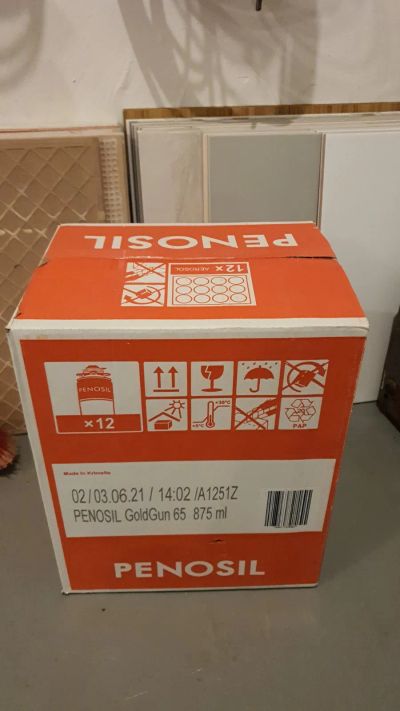 PENOSIL
12x AEROSOL
PENOSIL
x12
+5°C
+30°C
PAP
Made in Estonia
02/03.06.21 / 14:02 /A1251Z
PENOSIL GoldGun 65 875 ml
PENOSIL